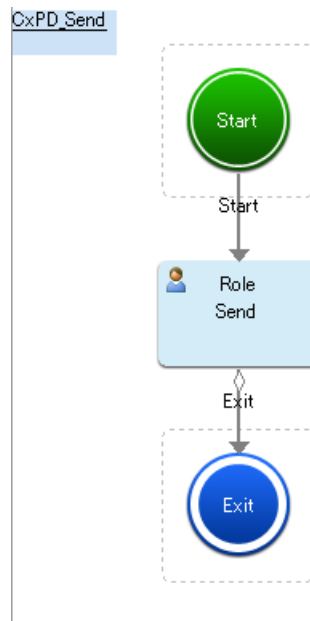 CxPD_Send
Start
Start
Role
Send
Exit
Exit